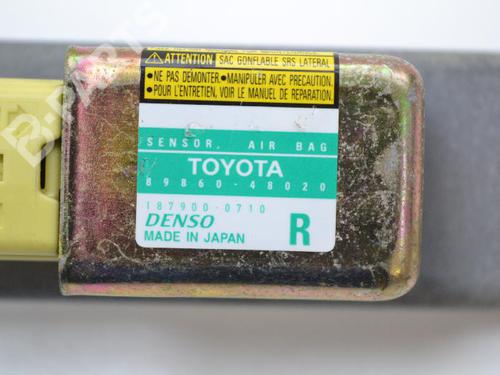 ATTENTION SAC GONFLABLE SRS LATERAL
•NE PAS DEMONTER.•MANIPULER AVEC PRECAUTION.
•POUR L'ENTRETIEN, VOIR LE MANUEL DE REPARATION.
SENSOR, AIR BAG
TOYOTA
89860-48020
187900-0710
DENSO
MADE IN JAPAN
R
B-PARTS